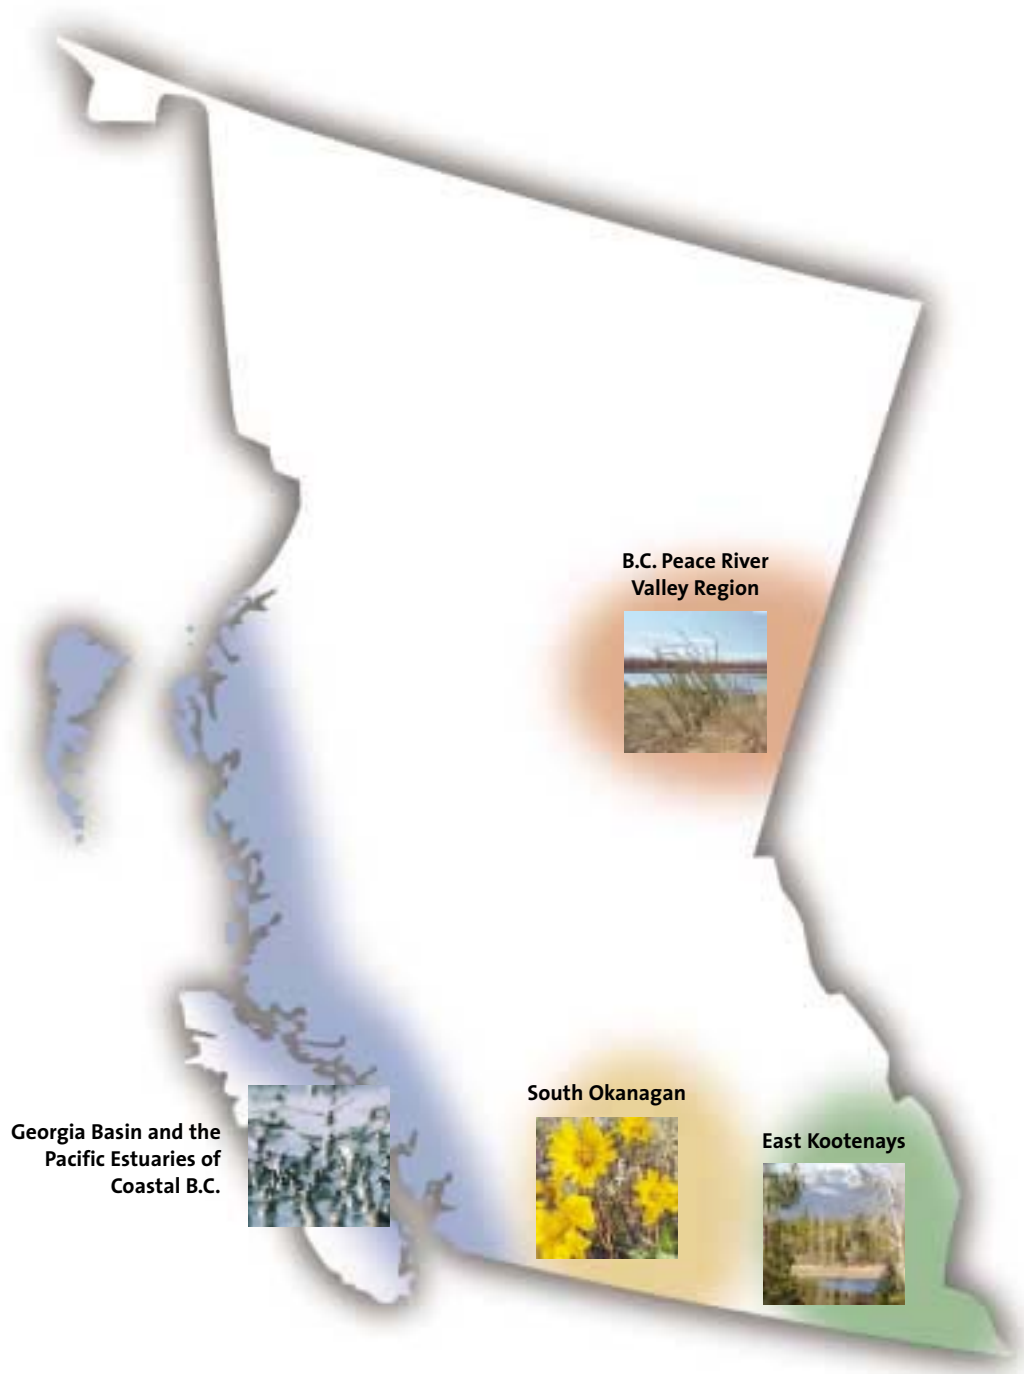 B.C. Peace River
Valley Region
South Okanagan
Georgia Basin and the
Pacific Estuaries of
Coastal B.C.
East Kootenays